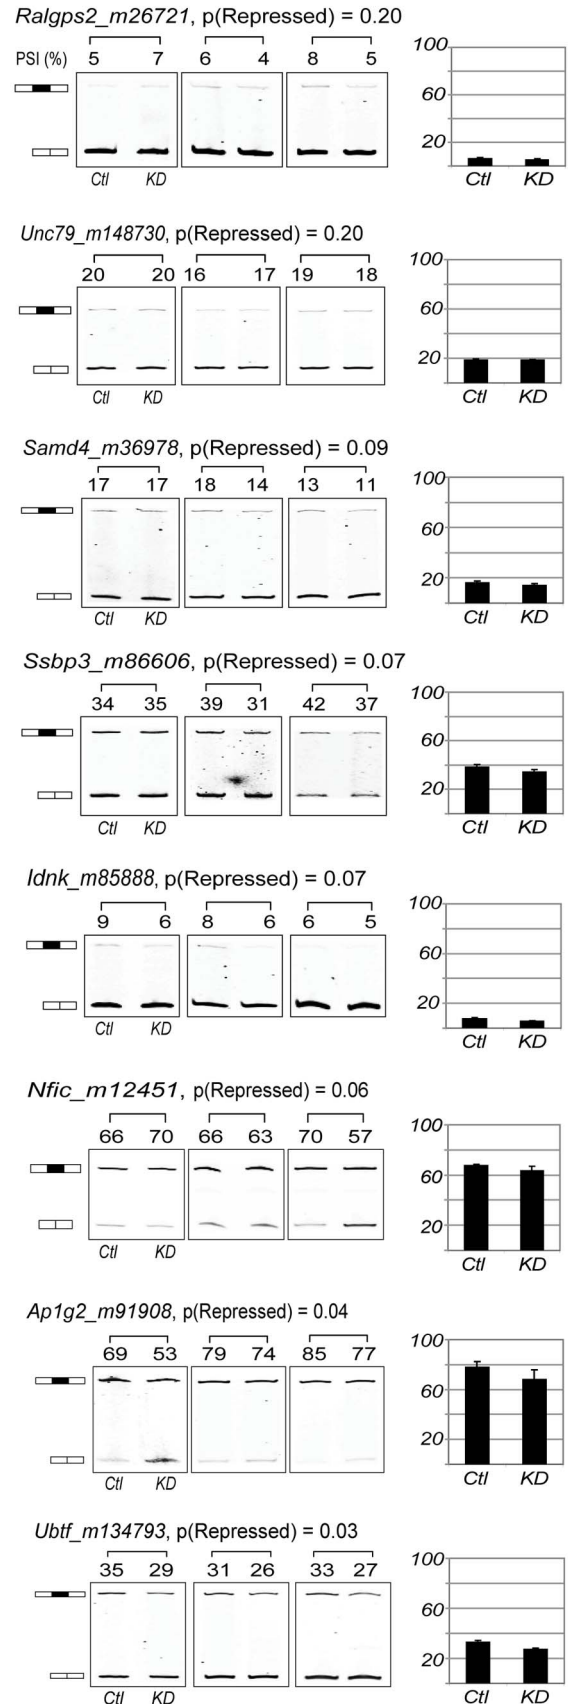 Ralgps2_m26721, p(Repressed) = 0.20
PSI (%) 5 7 6 4 8 5
100
60
20
Ctl KD Ctl KD
Unc79_m148730, p(Repressed) = 0.20
20 20 16 17 19 18
100
60
20
Ctl KD Ctl KD
Samd4_m36978, p(Repressed) = 0.09
17 17 18 14 13 11
100
60
20
Ctl KD Ctl KD
Ssbp3_m86606, p(Repressed) = 0.07
34 35 39 31 42 37
100
60
20
Ctl KD Ctl KD
Idnk_m85888, p(Repressed) = 0.07
9 6 8 6 6 5
100
60
20
Ctl KD Ctl KD
Nfic_m12451, p(Repressed) = 0.06
66 70 66 63 70 57
100
60
20
Ctl KD Ctl KD
Ap1g2_m91908, p(Repressed) = 0.04
69 53 79 74 85 77
100
60
20
Ctl KD Ctl KD
Ubtf_m134793, p(Repressed) = 0.03
35 29 31 26 33 27
100
60
20
Ctl KD Ctl KD